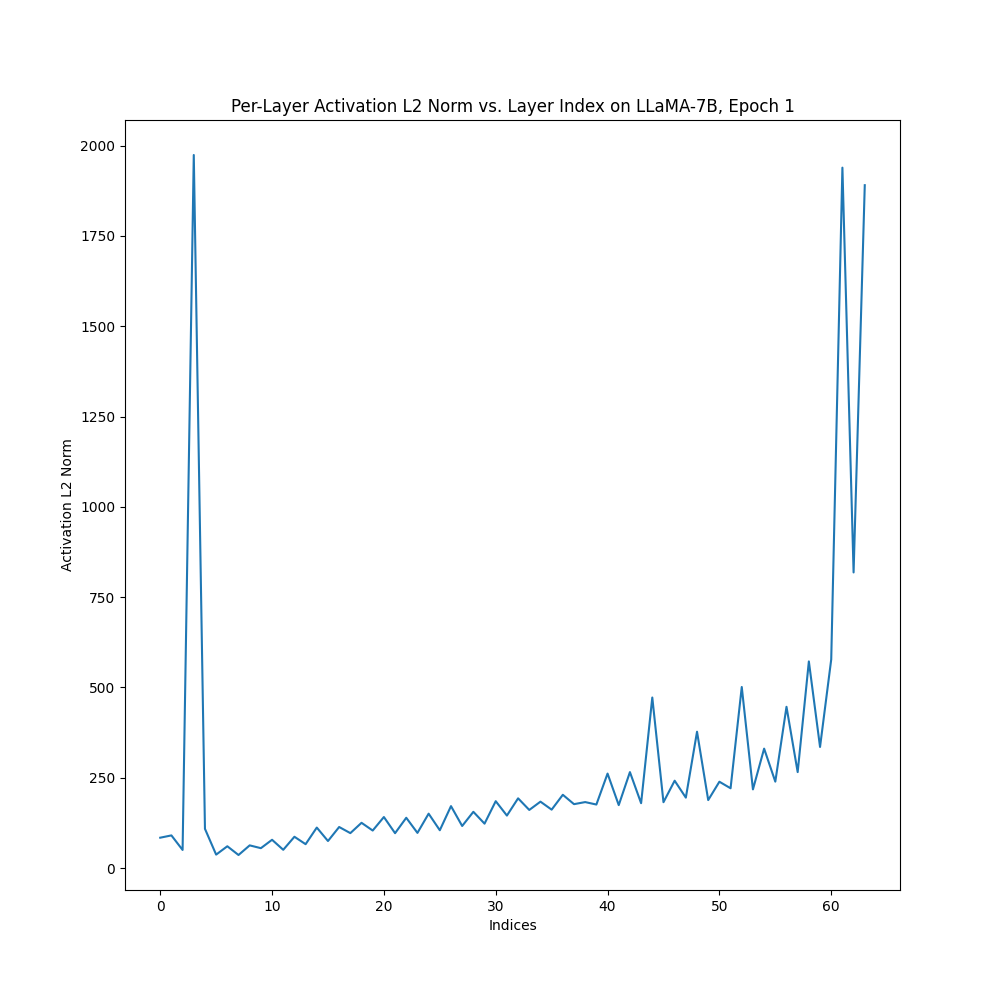 Per-Layer Activation L2 Norm vs. Layer Index on LLaMA-7B, Epoch 1
2000
1750
1500
1250
1000
750
500
250
0
Activation L2 Norm
0 10 20 30 40 50 60
Indices